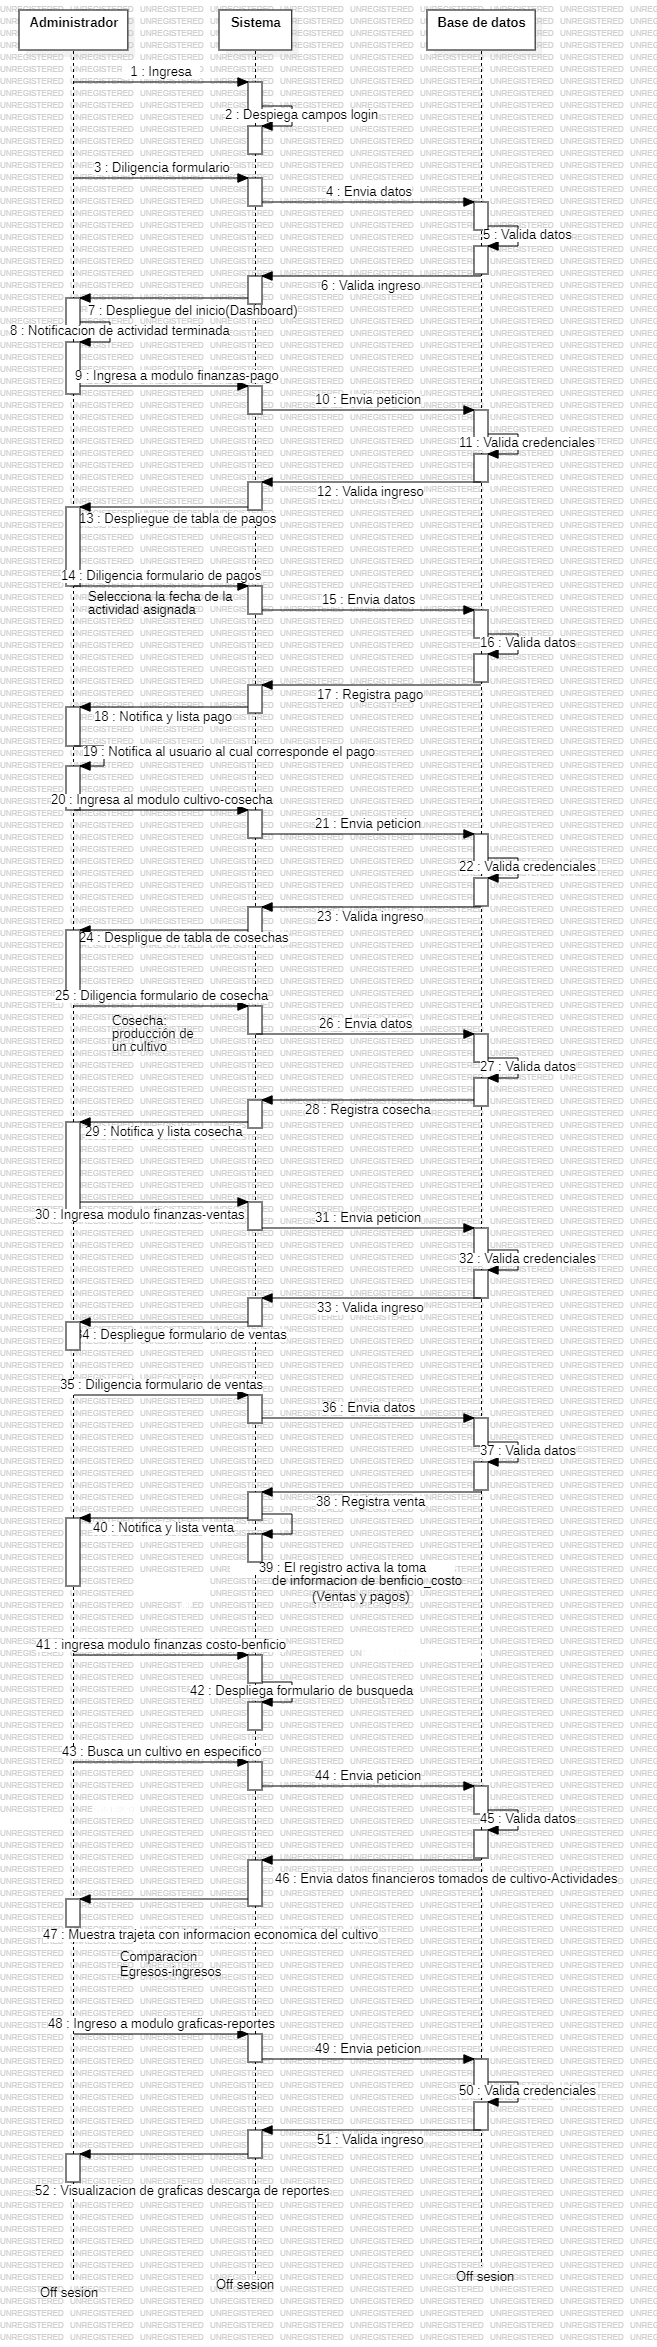 Administrador
Sistema
Base de datos
1 : Ingresa
2 : Despiega campos login
3 : Diligencia formulario
4 : Envia datos
5 : Valida datos
6 : Valida ingreso
7 : Despliegue del inicio(Dashboard)
8 : Notificacion de actividad terminada
9 : Ingresa a modulo finanzas-pago
10 : Envia peticion
11 : Valida credenciales
12 : Valida ingreso
13 : Despliegue de tabla de pagos
14 : Diligencia formulario de pagos
Selecciona la fecha de la
actividad asignada
15 : Envia datos
16 : Valida datos
17 : Registra pago
18 : Notifica y lista pago
19 : Notifica al usuario al cual corresponde el pago
20 : Ingresa al modulo cultivo-cosecha
21 : Envia peticion
22 : Valida credenciales
23 : Valida ingreso
24 : Despligue de tabla de cosechas
25 : Diligencia formulario de cosecha
Cosecha:
producción de
un cultivo
26 : Envia datos
27 : Valida datos
28 : Registra cosecha
29 : Notifica y lista cosecha
30 : Ingresa modulo finanzas-ventas
31 : Envia peticion
32 : Valida credenciales
33 : Valida ingreso
34 : Despliegue formulario de ventas
35 : Diligencia formulario de ventas
36 : Envia datos
37 : Valida datos
38 : Registra venta
40 : Notifica y lista venta
39 : El registro activa la toma
de informacion de benficio_costo
(Ventas y pagos)
41 : ingresa modulo finanzas costo-benficio
42 : Despliega formulario de busqueda
43 : Busca un cultivo en especifico
44 : Envia peticion
45 : Valida datos
46 : Envia datos financieros tomados de cultivo-Actividades
47 : Muestra trajeta con informacion economica del cultivo
Comparacion
Egresos-ingresos
48 : Ingreso a modulo graficas-reportes
49 : Envia peticion
50 : Valida credenciales
51 : Valida ingreso
52 : Visualizacion de graficas descarga de reportes
Off sesion
Off sesion
Off sesion
UNREGISTERED